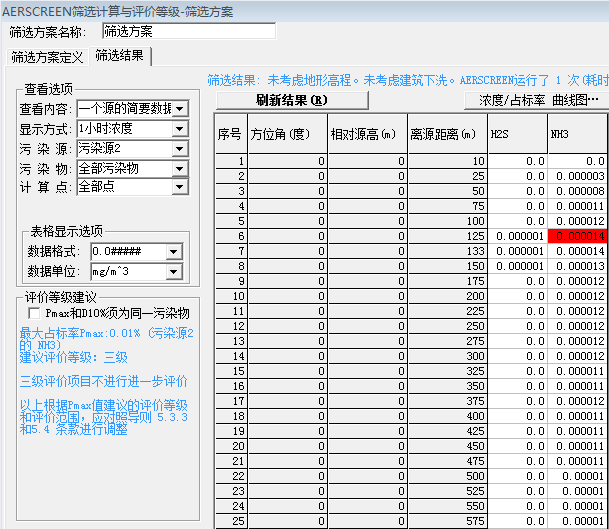 AERSCREEN筛选计算与评价等级-筛选方案
筛选方案名称: 筛选方案
筛选方案定义 筛选结果
筛选结果: 未考虑地形高程。未考虑建筑下洗。AERSCREEN运行了 1 次(耗时
刷新结果(R) 浓度/占标率 曲线图…
查看选项
查看内容: 一个源的简要数据
显示方式: 1小时浓度
污 染 源: 污染源2
污 染 物: 全部污染物
计 算 点: 全部点
表格显示选项
数据格式: 0.0#####
数据单位: mg/m^3
评价等级建议
Pmax和D10%须为同一污染物
最大占标率Pmax:0.01% (污染源2
的 NH3)
建议评价等级: 三级
三级评价项目不进行进一步评价
以上根据Pmax值建议的评价等级
和评价范围,应对照导则 5.3.3
和5.4 条款进行调整
序号 方位角(度) 相对源高(m) 离源距离(m) H2S NH3
1 0 0 10 0.0 0.0
2 0 0 25 0.0 0.000003
3 0 0 50 0.0 0.000008
4 0 0 75 0.0 0.000011
5 0 0 100 0.0 0.000012
6 0 0 125 0.000001 0.000014
7 0 0 133 0.000001 0.000014
8 0 0 150 0.000001 0.000013
9 0 0 175 0.0 0.000012
10 0 0 200 0.0 0.000012
11 0 0 225 0.0 0.000012
12 0 0 250 0.0 0.000012
13 0 0 275 0.0 0.000012
14 0 0 300 0.0 0.000012
15 0 0 325 0.0 0.000011
16 0 0 350 0.0 0.000011
17 0 0 375 0.0 0.000012
18 0 0 400 0.0 0.000011
19 0 0 425 0.0 0.000011
20 0 0 450 0.0 0.000011
21 0 0 475 0.0 0.000011
22 0 0 500 0.0 0.00001
23 0 0 525 0.0 0.00001
24 0 0 550 0.0 0.00001
25 0 0 575 0.0 0.00001